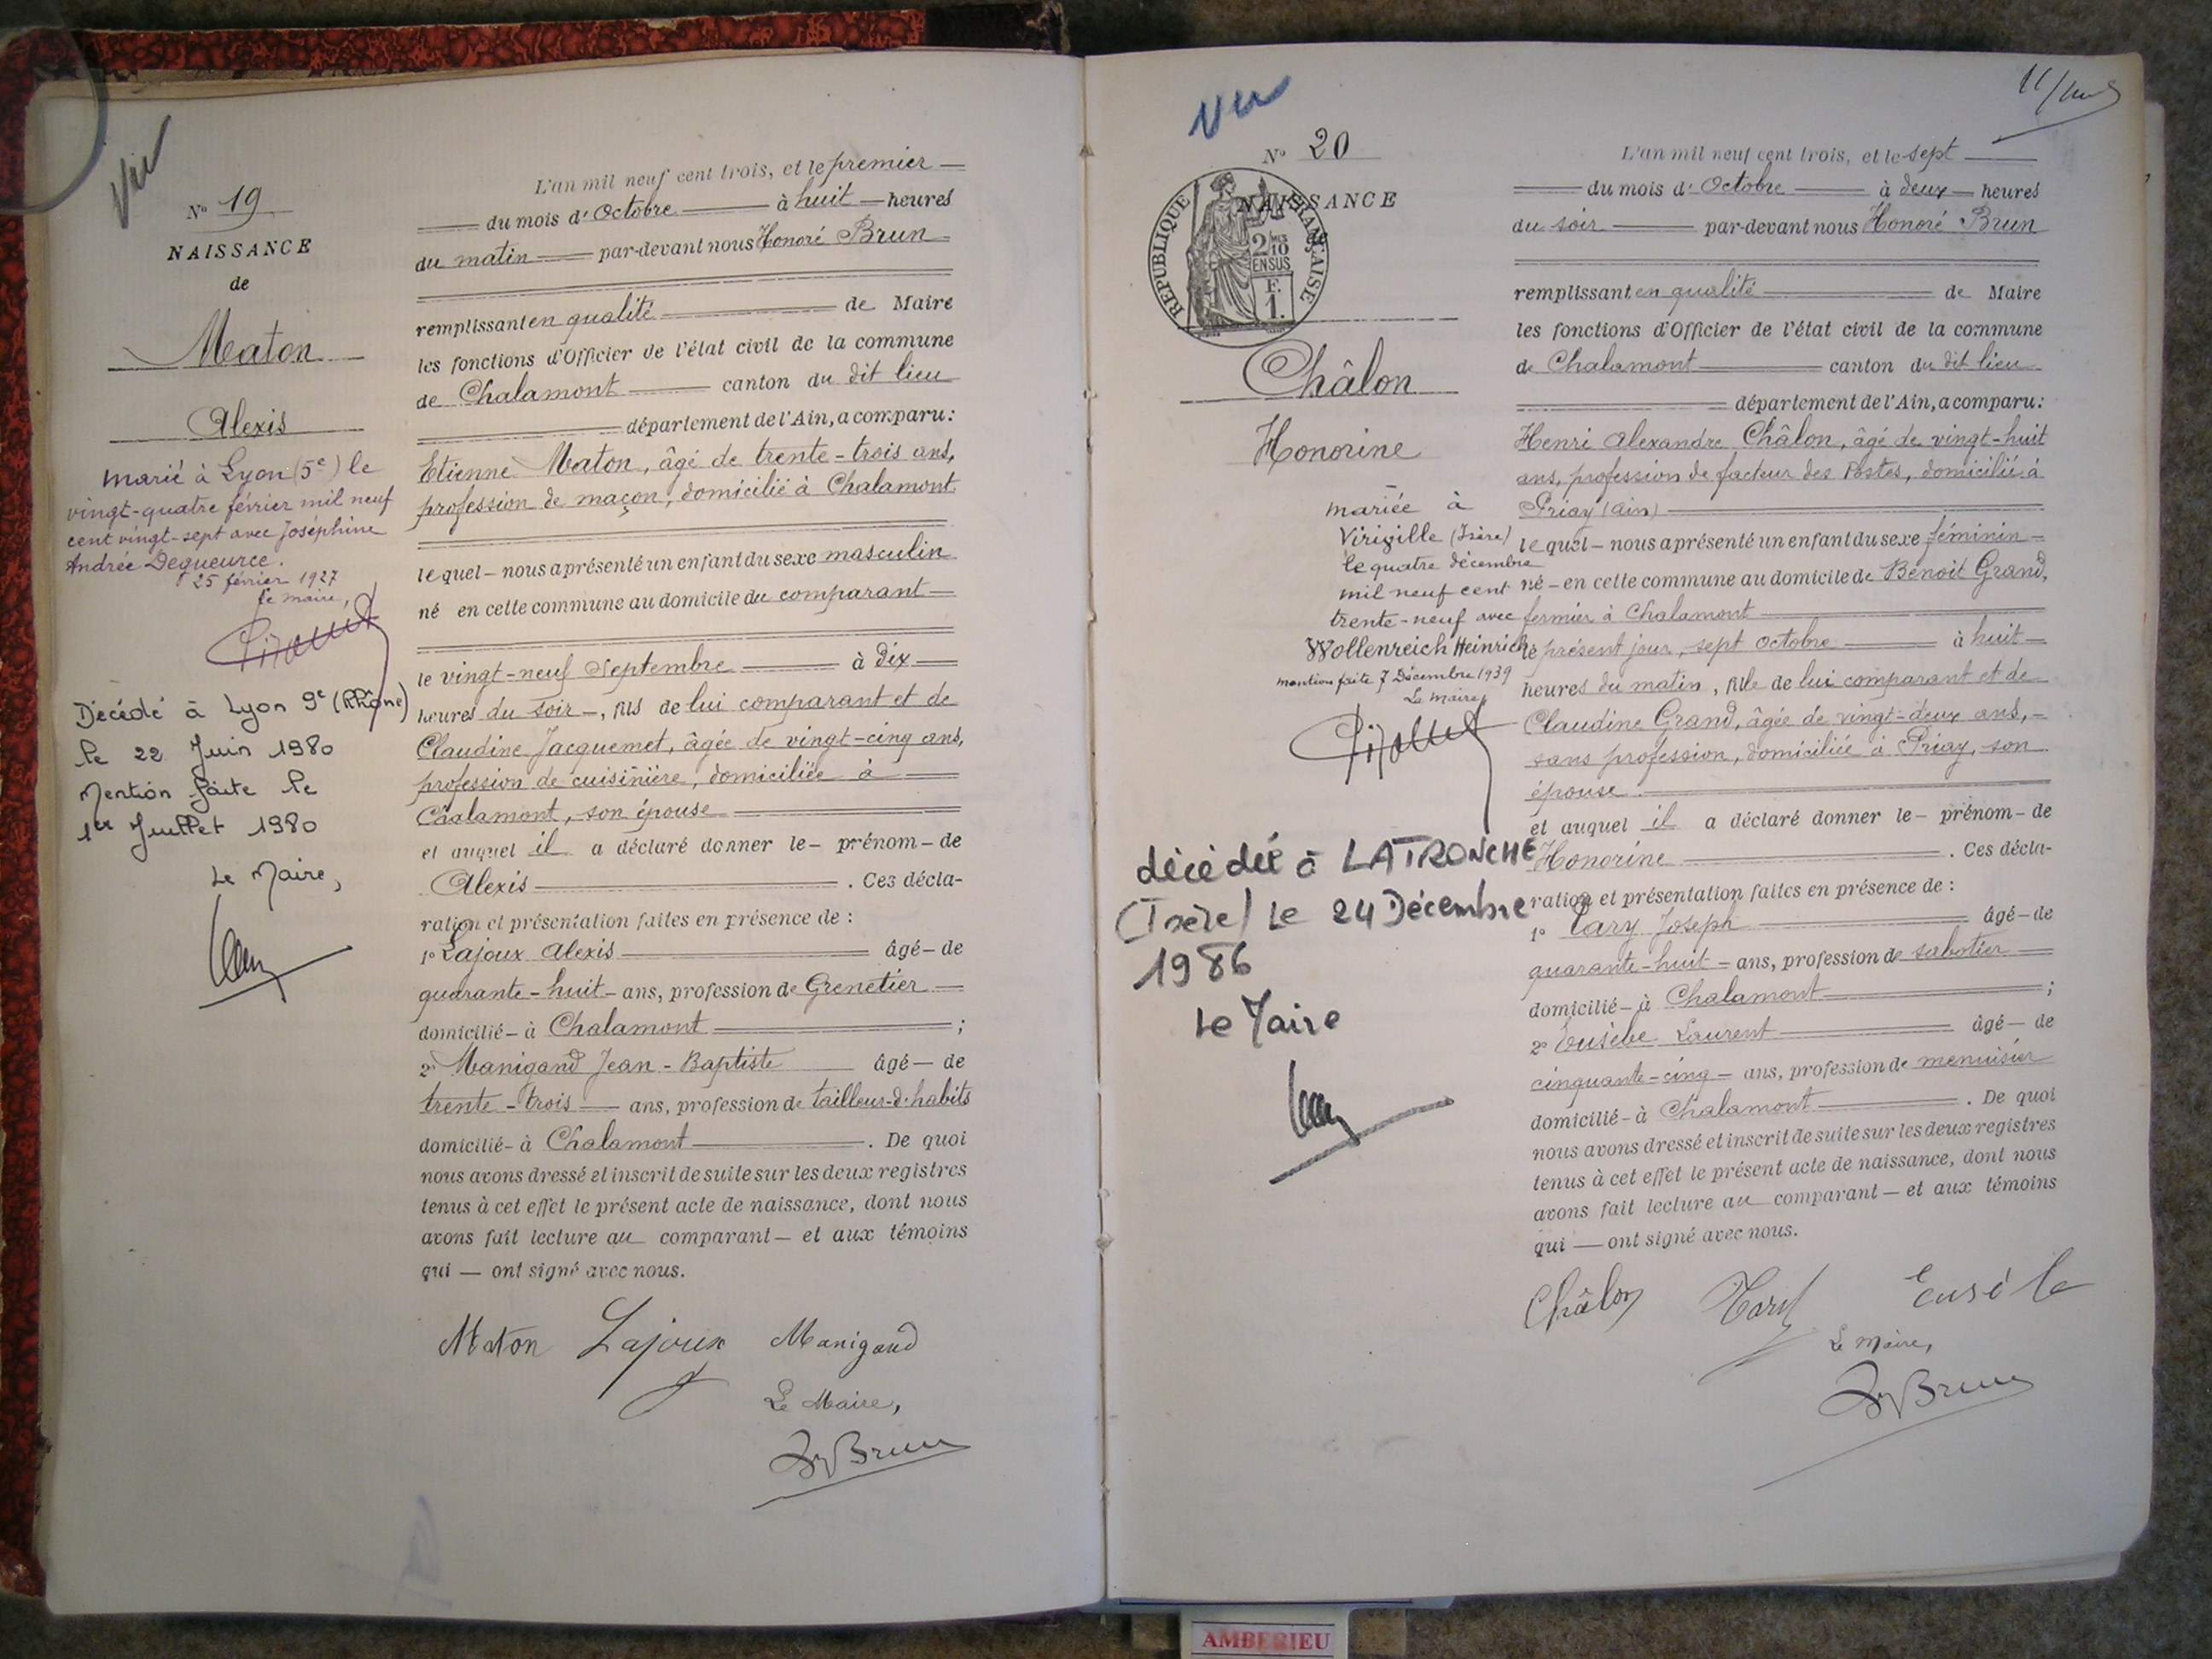 Vu
N° 19
NAISSANCE
de
Maton
Alexis
marié à Lyon (5e) le
vingt-quatre février mil neuf
cent vingt-sept avec Joséphine
Andrée Dequeurce.
25 février 1927
Le maire,
Décédé à Lyon 9e (Rhône)
le 22 Juin 1980
Mention faite le
1er Juillet 1980
Le Maire,
L'an mil neuf cent trois, et le premier
du mois d'Octobre à huit heures
du matin par-devant nous Honoré Brun
remplissant en qualité de Maire
les fonctions d'Officier de l'état civil de la commune
de Chalamont canton du dit lieu
département de l'Ain, a comparu:
Etienne Maton, âgé de trente-trois ans,
profession de maçon, domicilié à Chalamont
lequel nous a présenté un enfant du sexe masculin
né en cette commune au domicile du comparant
le vingt-neuf Septembre à dix
heures du soir, fils de lui comparant et de
Claudine Jacquemet, âgée de vingt-cinq ans,
profession de cuisinière, domiciliée à
Chalamont, son épouse
et auquel il a déclaré donner le prénom de
Alexis. Ces décla-
ration et présentation faites en présence de :
1° Lajoux Alexis âgé de
quarante-huit ans, profession de Grenetier
domicilié à Chalamont ;
2° Manigand Jean-Baptiste âgé de
trente-trois ans, profession de tailleur-d'habits
domicilié à Chalamont. De quoi
nous avons dressé et inscrit de suite sur les deux registres
tenus à cet effet le présent acte de naissance, dont nous
avons fait lecture au comparant et aux témoins
qui ont signé avec nous.
Maton Lajoux Manigand
Le Maire,
Hy Brun
Vu
N° 20
NAISSANCE
de
RÉPUBLIQUE FRANÇAISE
2/10
EN SUS
F.
1.
Châlon
Honorine
mariée à
Virigille (Isère)
le quatre décembre
mil neuf cent
trente-neuf avec
Wollenreich Heinrich
mention faite 7 Décembre 1939
Le maire,
décédée à LA TRONCHE
(Isère) Le 24 Décembre
1986
Le Maire
L'an mil neuf cent trois, et le sept
du mois d'Octobre à deux heures
du soir par-devant nous Honoré Brun
remplissant en qualité de Maire
les fonctions d'Officier de l'état civil de la commune
de Chalamont canton du dit lieu
département de l'Ain, a comparu:
Henri Alexandre Châlon, âgé de vingt-huit
ans, profession de facteur des Postes, domicilié à
Priay (Ain)
lequel nous a présenté un enfant du sexe féminin
né en cette commune au domicile de Benoit Grand,
fermier à Chalamont
le présent jour, sept Octobre à huit
heures du matin, fille de lui comparant et de
Claudine Grand, âgée de vingt-deux ans,
sans profession, domiciliée à Priay, son
épouse
et auquel il a déclaré donner le prénom de
Honorine. Ces décla-
ration et présentation faites en présence de :
1° Tary Joseph âgé de
quarante-huit ans, profession de sabotier
domicilié à Chalamont ;
2° Eusèbe Laurent âgé de
cinquante-cinq ans, profession de menuisier
domicilié à Chalamont. De quoi
nous avons dressé et inscrit de suite sur les deux registres
tenus à cet effet le présent acte de naissance, dont nous
avons fait lecture au comparant et aux témoins
qui ont signé avec nous.
Châlon Tary Eusèbe
Le Maire,
Hy Brun
AMBERIEU